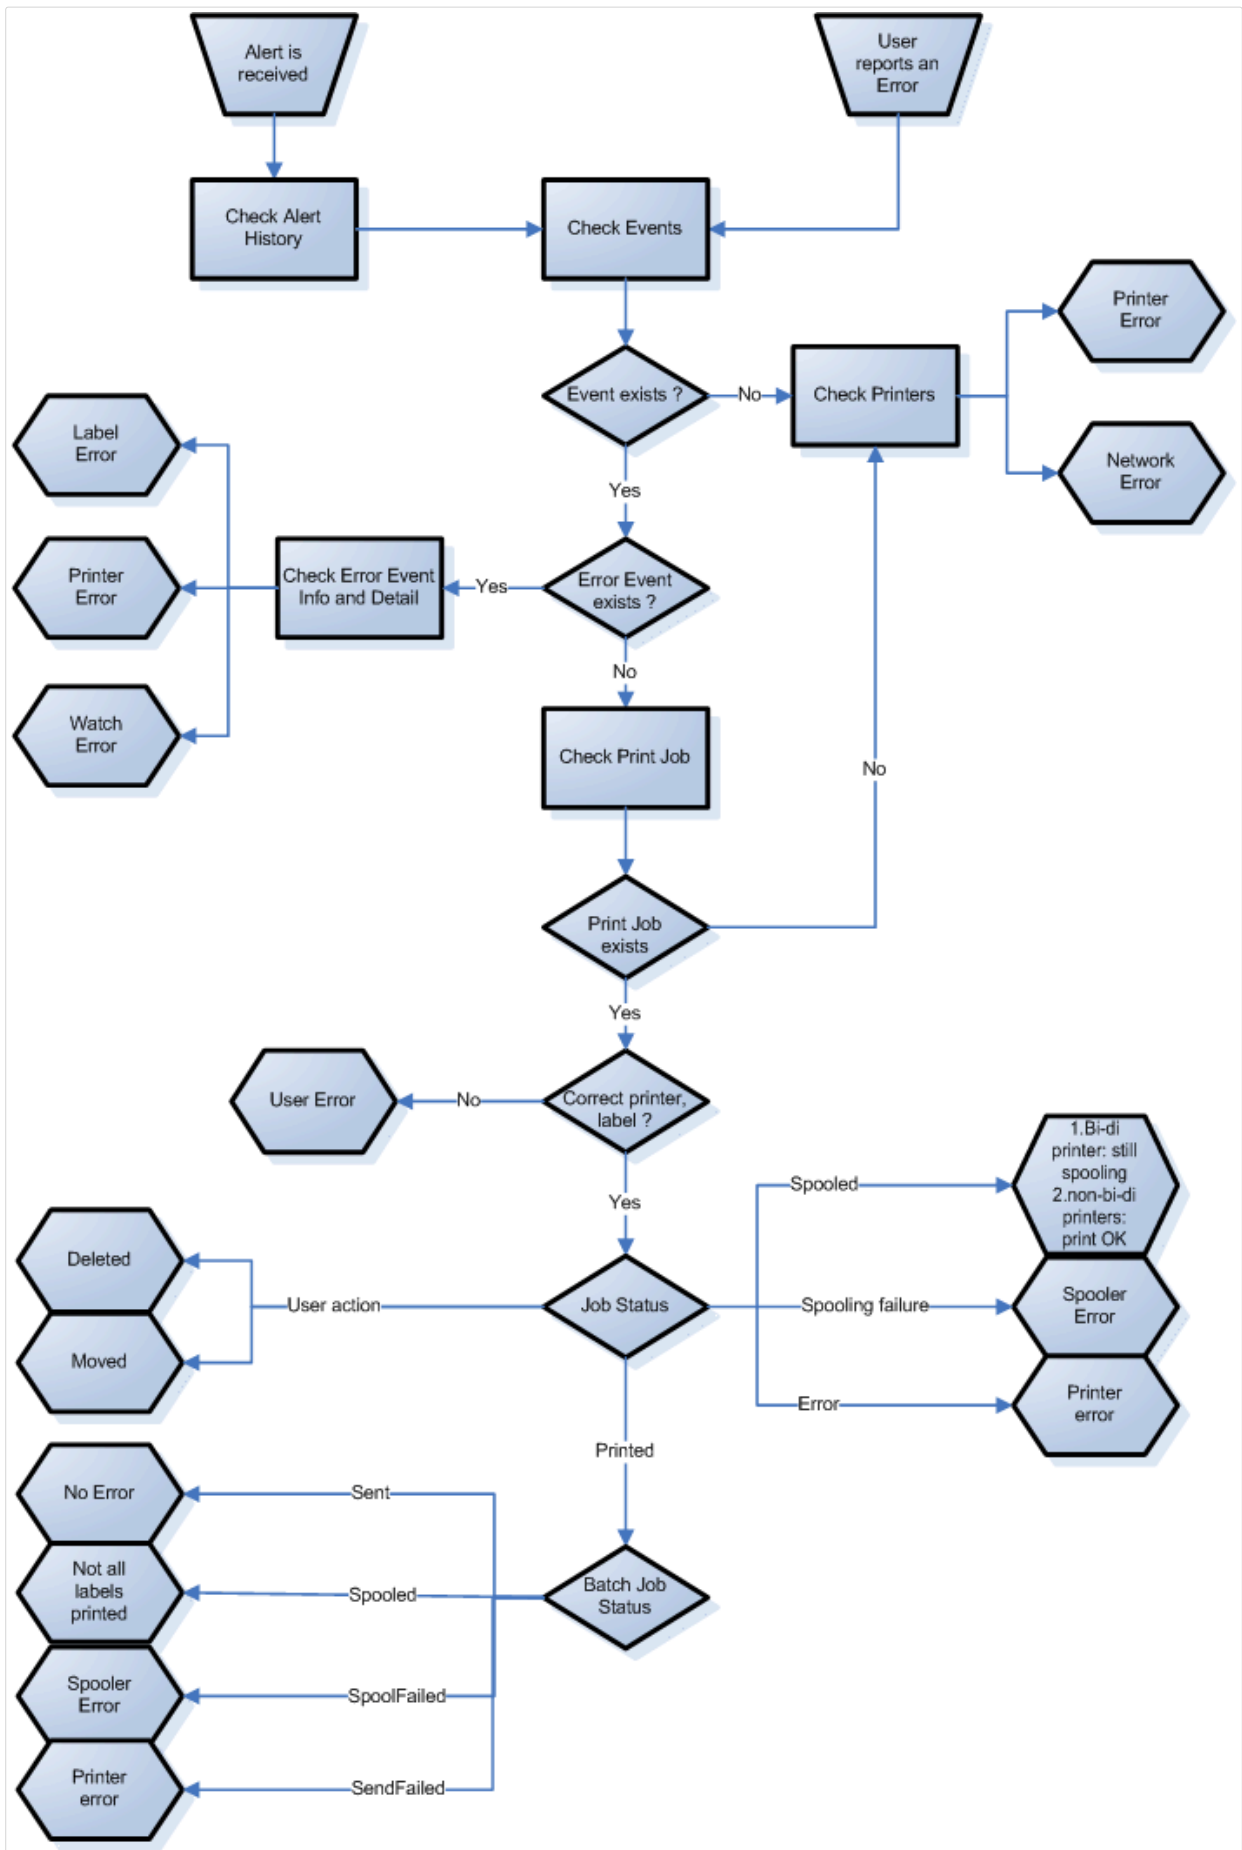 Alert is
received
User
reports an
Error
Check Alert
History
Check Events
Printer
Error
Event exists ?
No
Check Printers
Label
Error
Network
Error
Yes
Printer
Error
Check Error Event
Info and Detail
Yes
Error Event
exists ?
No
Watch
Error
Check Print Job
No
Print Job
exists
Yes
User Error
No
Correct printer,
label ?
1.Bi-di
printer: still
spooling
2.non-bi-di
printers:
print OK
Spooled
Yes
Deleted
User action
Job Status
Spooling failure
Spooler
Error
Moved
Error
Printer
error
Printed
No Error
Sent
Not all
labels
printed
Spooled
Batch Job
Status
Spooler
Error
SpoolFailed
Printer
error
SendFailed